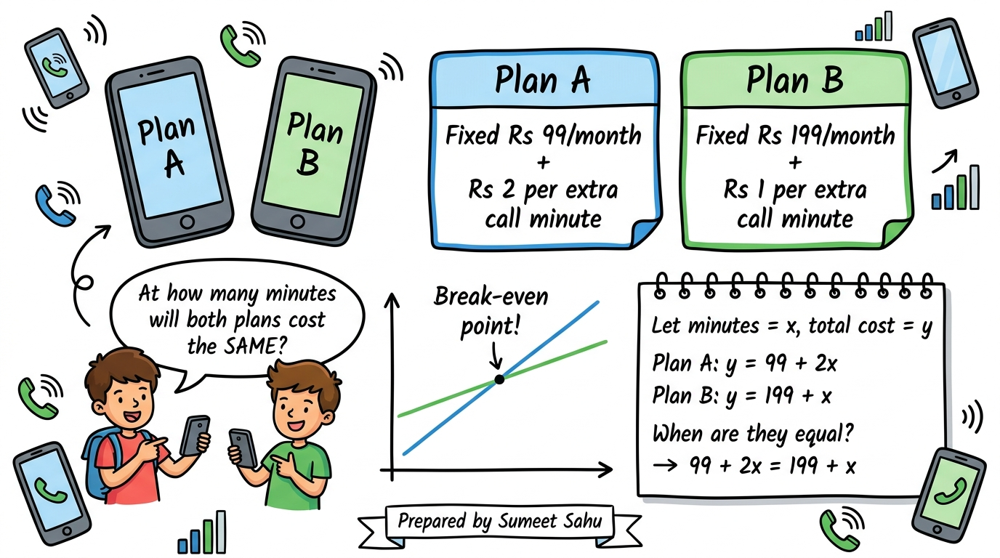 Plan
A
Plan
B
Plan A
Fixed Rs 99/month
+
Rs 2 per extra
call minute
Plan B
Fixed Rs 199/month
+
Rs 1 per extra
call minute
At how many minutes
will both plans cost
the SAME?
Break-even
point!
Let minutes = x, total cost = y
Plan A: y = 99 + 2x
Plan B: y = 199 + x
When are they equal?
→ 99 + 2x = 199 + x
Prepared by Sumeet Sahu